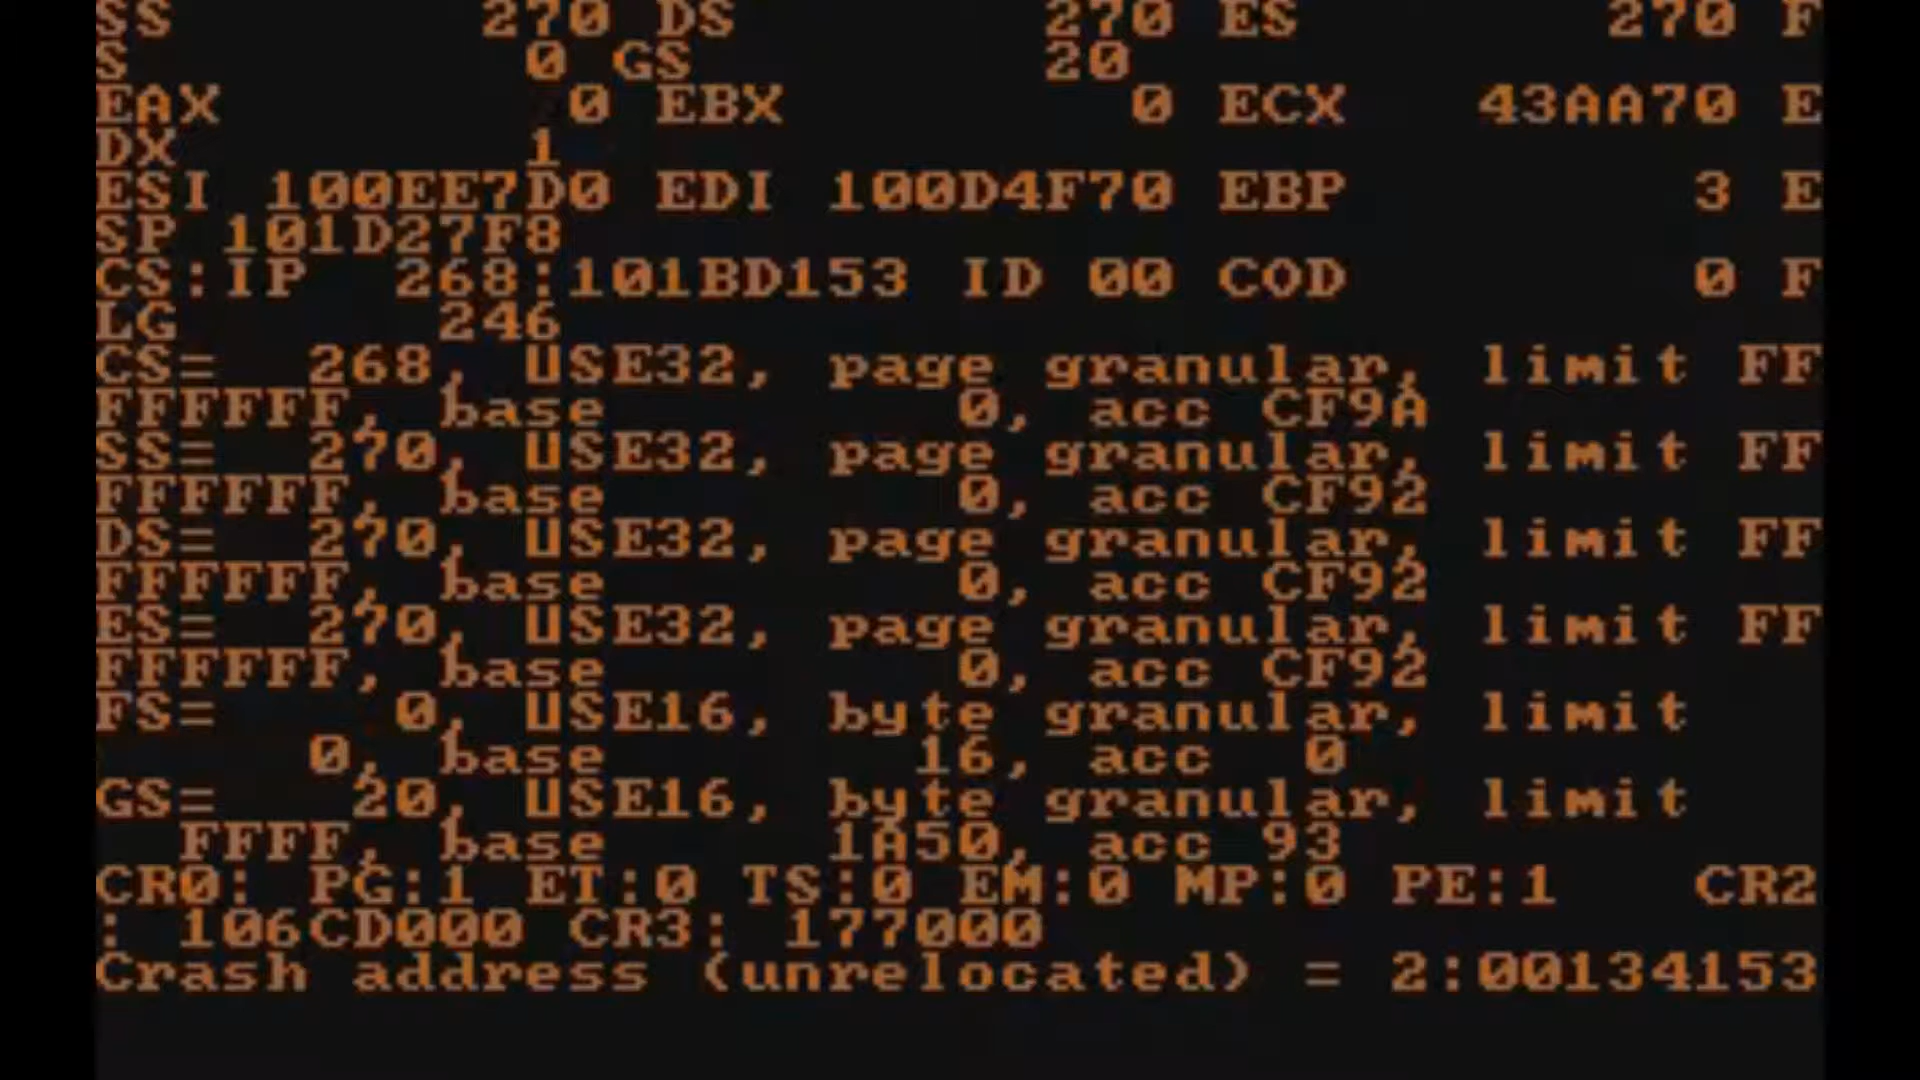 SS         270 DS        270 ES        270 F
S          0 GS        20
EAX         0 EBX         0 ECX   43AA70 E
DX          1
ESI 100EE7D0 EDI 100D4F70 EBP         3 E
SP 101D27F8
CS:IP  268:101BD153 ID 00 COD         0 F
LG       246
CS=  268, USE32, page granular, limit FF
FFFFFF, base         0, acc CF9A
SS=  270, USE32, page granular, limit FF
FFFFFF, base         0, acc CF92
DS=  270, USE32, page granular, limit FF
FFFFFF, base         0, acc CF92
ES=  270, USE32, page granular, limit FF
FFFFFF, base         0, acc CF92
FS=    0, USE16, byte granular, limit
     0, base        16, acc  0
GS=   20, USE16, byte granular, limit
  FFFF, base      1A50, acc 93
CR0: PG:1 ET:0 TS:0 EM:0 MP:0 PE:1   CR2
: 106CD000 CR3: 177000
Crash address (unrelocated) = 2:00134153